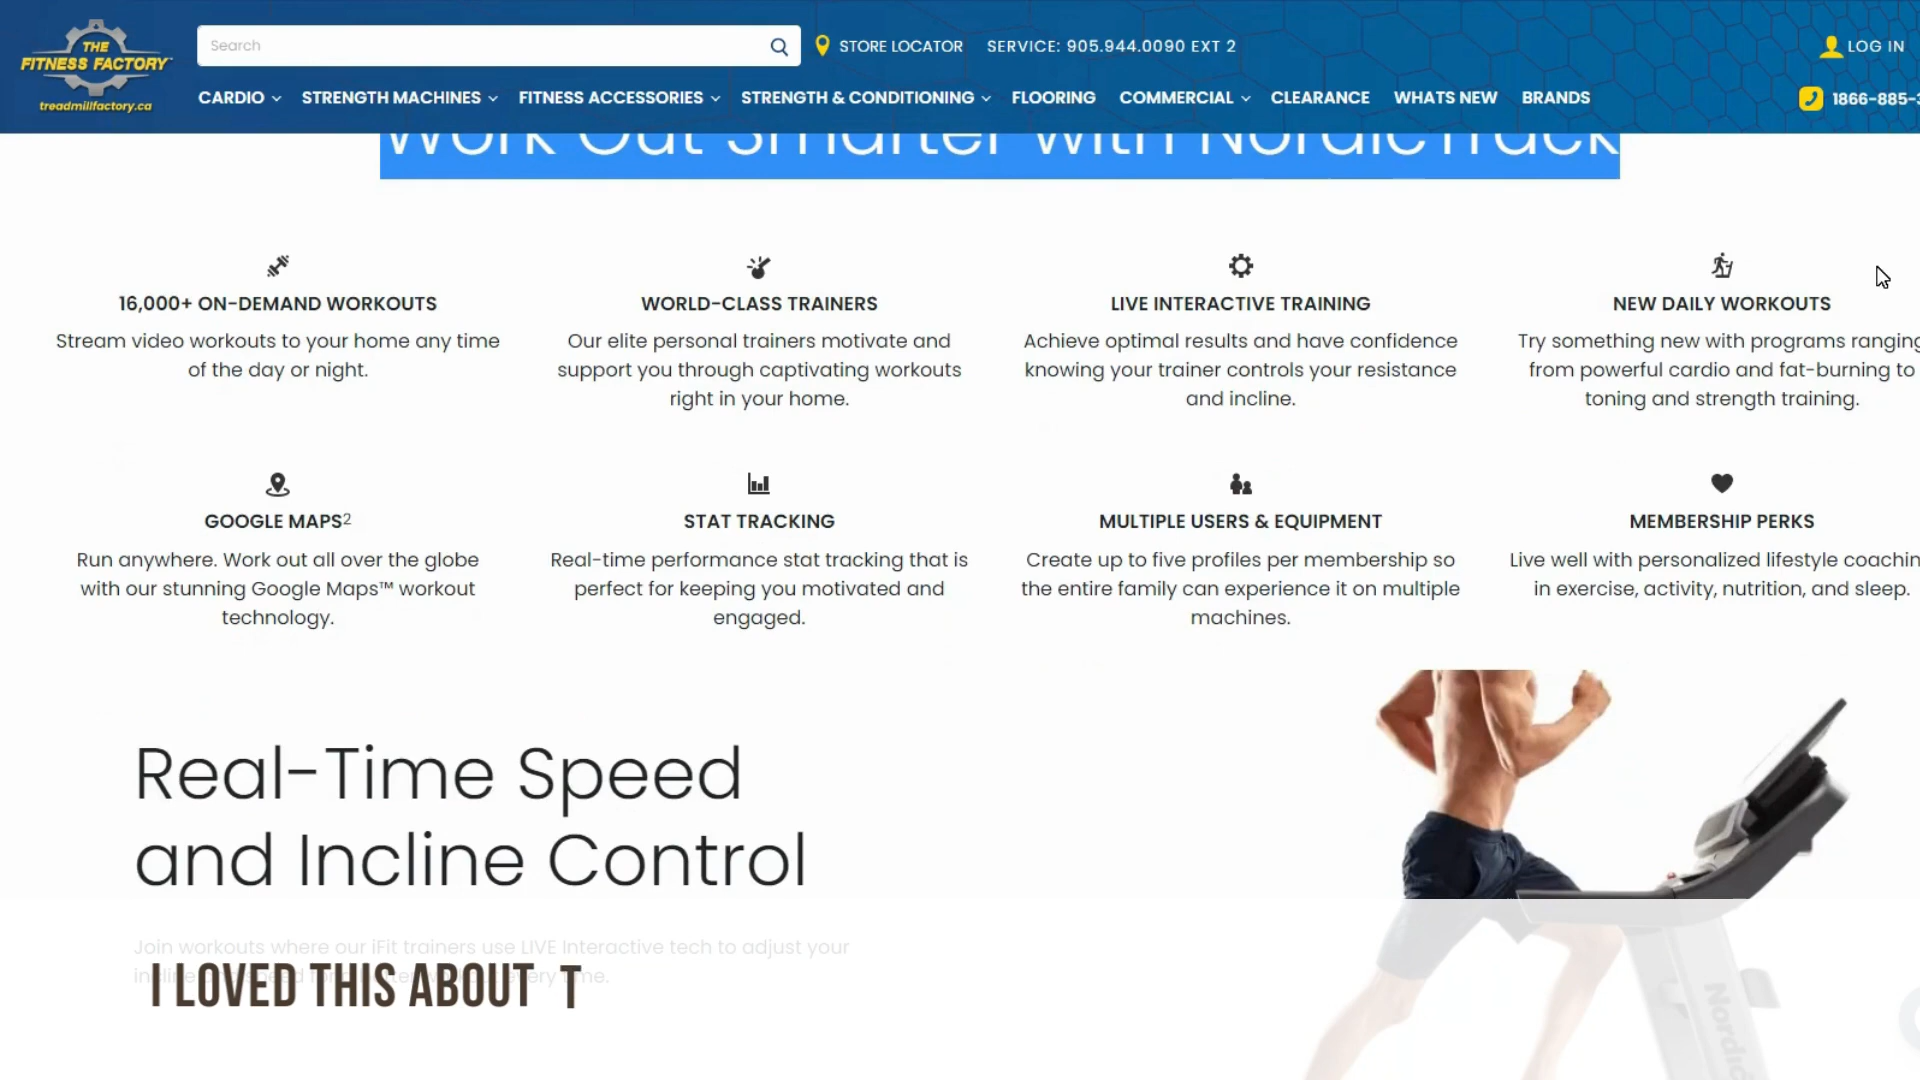 THE
FITNESS FACTORY
treadmillfactory.ca
Search
STORE LOCATOR
SERVICE: 905.944.0090 EXT 2
LOG IN
CARDIO
STRENGTH MACHINES
FITNESS ACCESSORIES
STRENGTH & CONDITIONING
FLOORING
COMMERCIAL
CLEARANCE
WHATS NEW
BRANDS
1866-885-
Work Out Smarter with NordicTrack
16,000+ ON-DEMAND WORKOUTS
Stream video workouts to your home any time
of the day or night.
WORLD-CLASS TRAINERS
Our elite personal trainers motivate and
support you through captivating workouts
right in your home.
LIVE INTERACTIVE TRAINING
Achieve optimal results and have confidence
knowing your trainer controls your resistance
and incline.
NEW DAILY WORKOUTS
Try something new with programs ranging
from powerful cardio and fat-burning to
toning and strength training.
GOOGLE MAPS2
Run anywhere. Work out all over the globe
with our stunning Google Maps™ workout
technology.
STAT TRACKING
Real-time performance stat tracking that is
perfect for keeping you motivated and
engaged.
MULTIPLE USERS & EQUIPMENT
Create up to five profiles per membership so
the entire family can experience it on multiple
machines.
MEMBERSHIP PERKS
Live well with personalized lifestyle coachin
in exercise, activity, nutrition, and sleep.
Real-Time Speed
and Incline Control
Join workouts where our iFit trainers use LIVE Interactive tech to adjust your
I LOVED THIS ABOUT T
Nordic